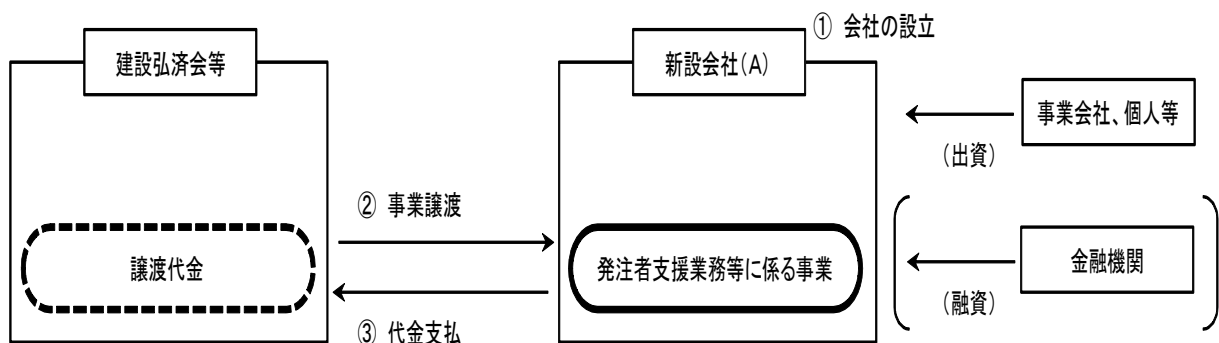 ① 会社の設立
建設弘済会等
新設会社(A)
事業会社、個人等
(出資)
② 事業譲渡
譲渡代金
発注者支援業務等に係る事業
金融機関
(融資)
③ 代金支払